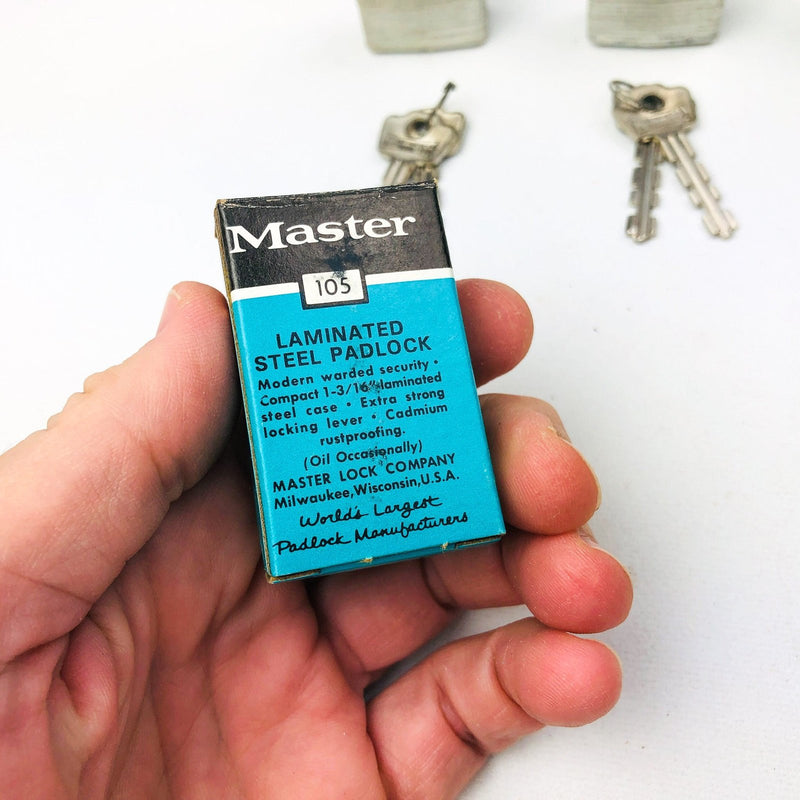 Master
105
LAMINATED
STEEL PADLOCK
Modern warded security •
Compact 1-3/16" laminated
steel case • Extra strong
locking lever • Cadmium
rustproofing.
(Oil Occasionally)
MASTER LOCK COMPANY
Milwaukee, Wisconsin, U.S.A.
World's Largest
Padlock Manufacturers